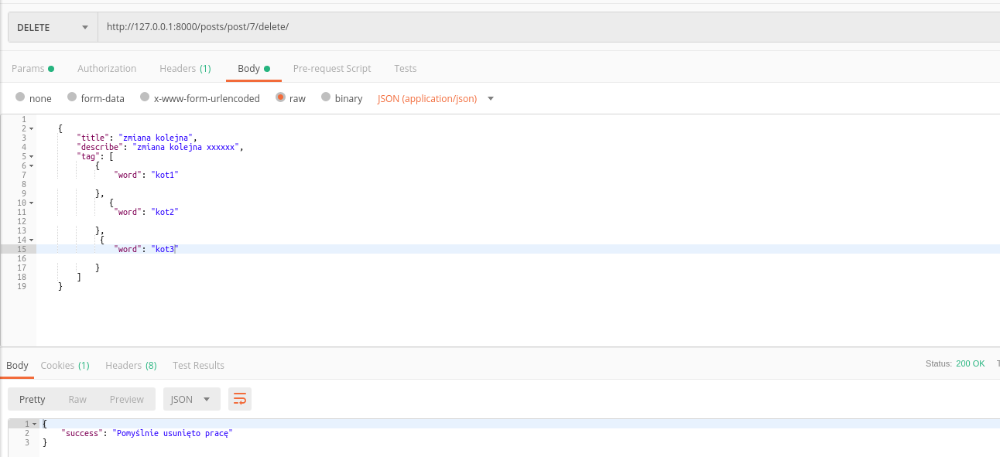 DELETE http://127.0.0.1:8000/posts/post/7/delete/
Params Authorization Headers (1) Body Pre-request Script Tests
none form-data x-www-form-urlencoded raw binary JSON (application/json)
1
2 {
3 "title": "zmiana kolejna",
4 "describe": "zmiana kolejna xxxxxx",
5 "tag": [
6 {
7 "word": "kot1"
8
9 },
10 {
11 "word": "kot2"
12
13 },
14 {
15 "word": "kot3"
16
17 }
18 ]
19 }
Body Cookies (1) Headers (8) Test Results Status: 200 OK
Pretty Raw Preview JSON
1 {
2 "success": "Pomyślnie usunięto pracę"
3 }